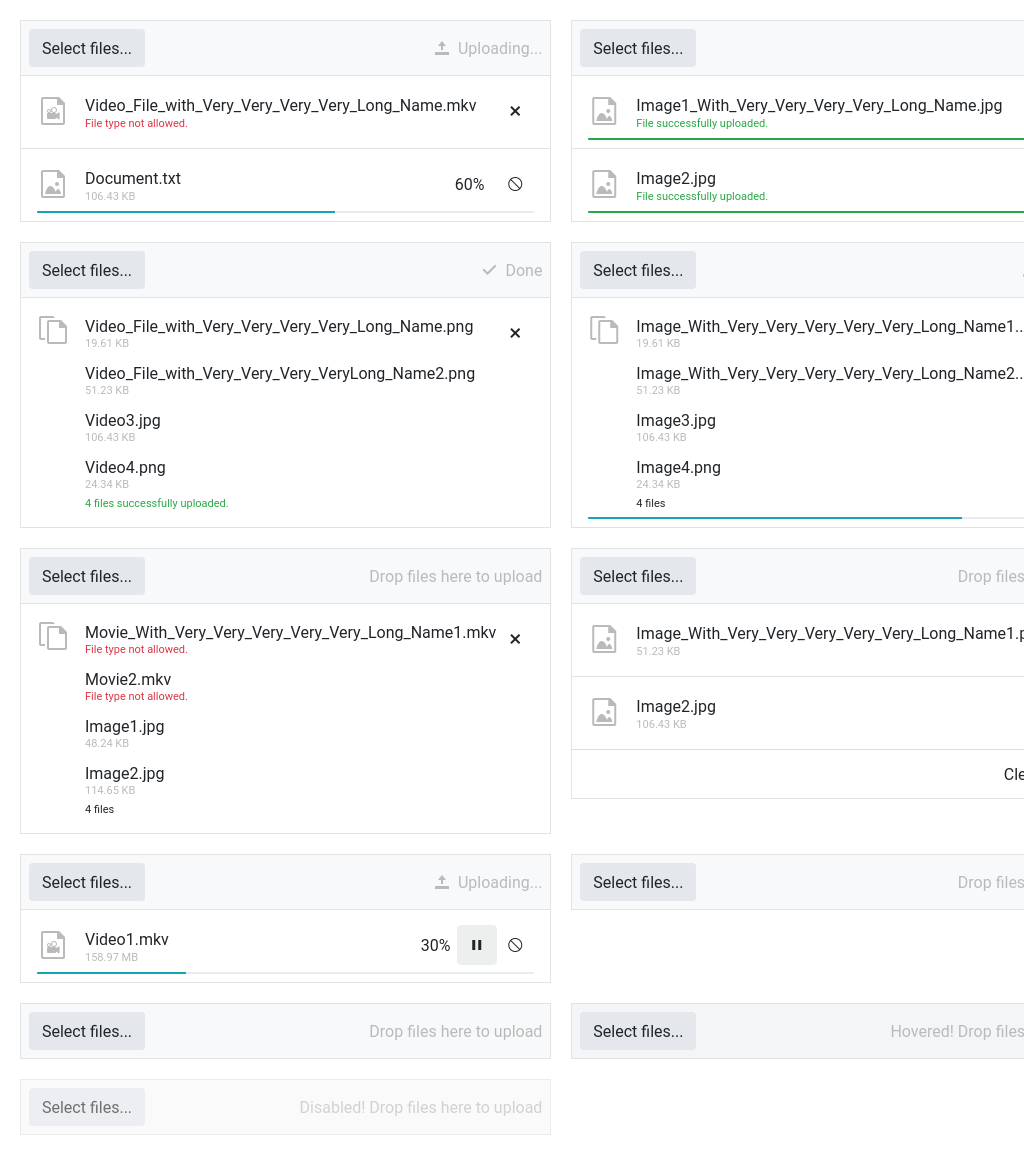 Select files...
Uploading...
Video_File_with_Very_Very_Very_Very_Long_Name.mkv
File type not allowed.
Document.txt
106.43 KB
60%
Select files...
Image1_With_Very_Very_Very_Very_Long_Name.jpg
File successfully uploaded.
Image2.jpg
File successfully uploaded.
Select files...
Done
Video_File_with_Very_Very_Very_Very_Long_Name.png
19.61 KB
Video_File_with_Very_Very_Very_VeryLong_Name2.png
51.23 KB
Video3.jpg
106.43 KB
Video4.png
24.34 KB
4 files successfully uploaded.
Select files...
Image_With_Very_Very_Very_Very_Very_Long_Name1..
19.61 KB
Image_With_Very_Very_Very_Very_Very_Long_Name2..
51.23 KB
Image3.jpg
106.43 KB
Image4.png
24.34 KB
4 files
Select files...
Drop files here to upload
Movie_With_Very_Very_Very_Very_Very_Long_Name1.mkv
File type not allowed.
Movie2.mkv
File type not allowed.
Image1.jpg
48.24 KB
Image2.jpg
114.65 KB
4 files
Select files...
Drop files
Image_With_Very_Very_Very_Very_Very_Long_Name1.p
51.23 KB
Image2.jpg
106.43 KB
Cle
Select files...
Uploading...
Video1.mkv
158.97 MB
30%
Select files...
Drop files
Select files...
Drop files here to upload
Select files...
Hovered! Drop files
Select files...
Disabled! Drop files here to upload